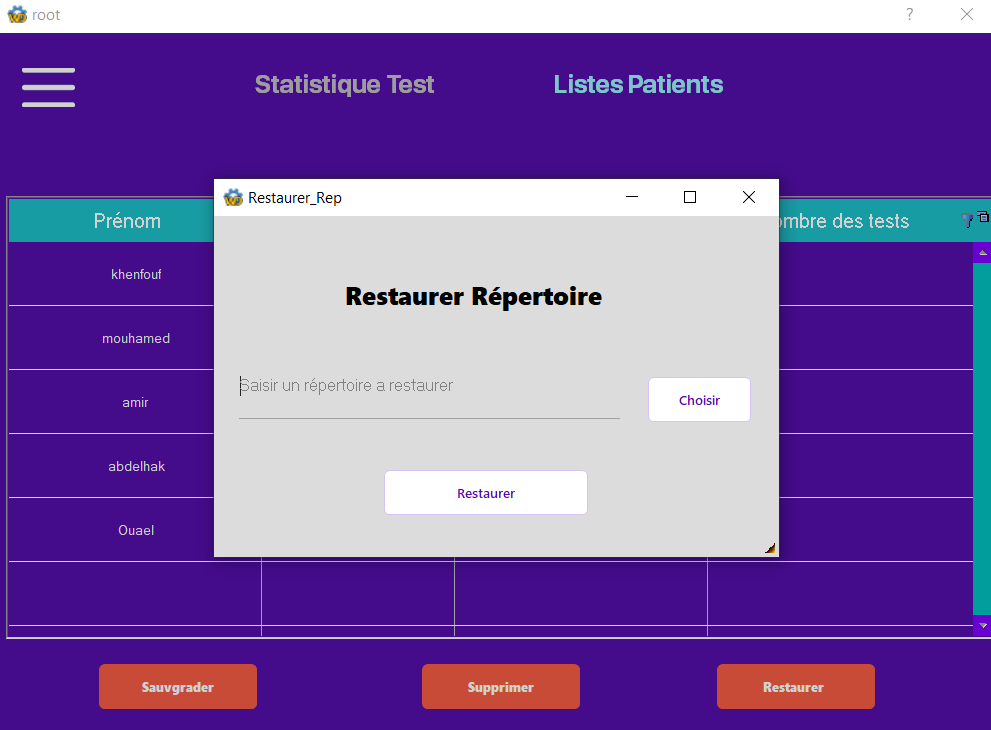 root
?
Statistique Test
Listes Patients
Restaurer_Rep
Prénom
ombre des tests
khenfouf
mouhamed
amir
abdelhak
Ouael
Restaurer Répertoire
Saisir un répertoire a restaurer
Choisir
Restaurer
Sauvgrader
Supprimer
Restaurer